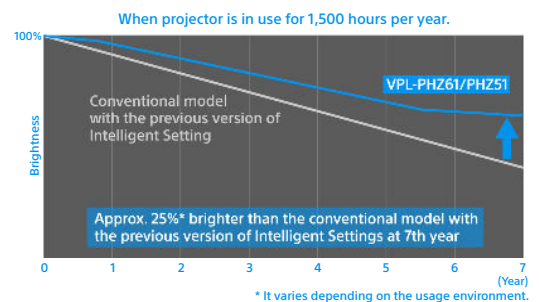 When projector is in use for 1,500 hours per year.
100%
VPL-PHZ61/PHZ51
Conventional model
with the previous version of
Intelligent Setting
Brightness
Approx. 25%* brighter than the conventional model with
the previous version of Intelligent Settings at 7th year
0 1 2 3 4 5 6 7
(Year)
* It varies depending on the usage environment.